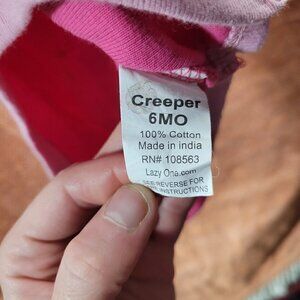 Creeper
6MO
100% Cotton
Made in india
RN# 108563
Lazy One.com
SEE REVERSE FOR
INSTRUCTIONS